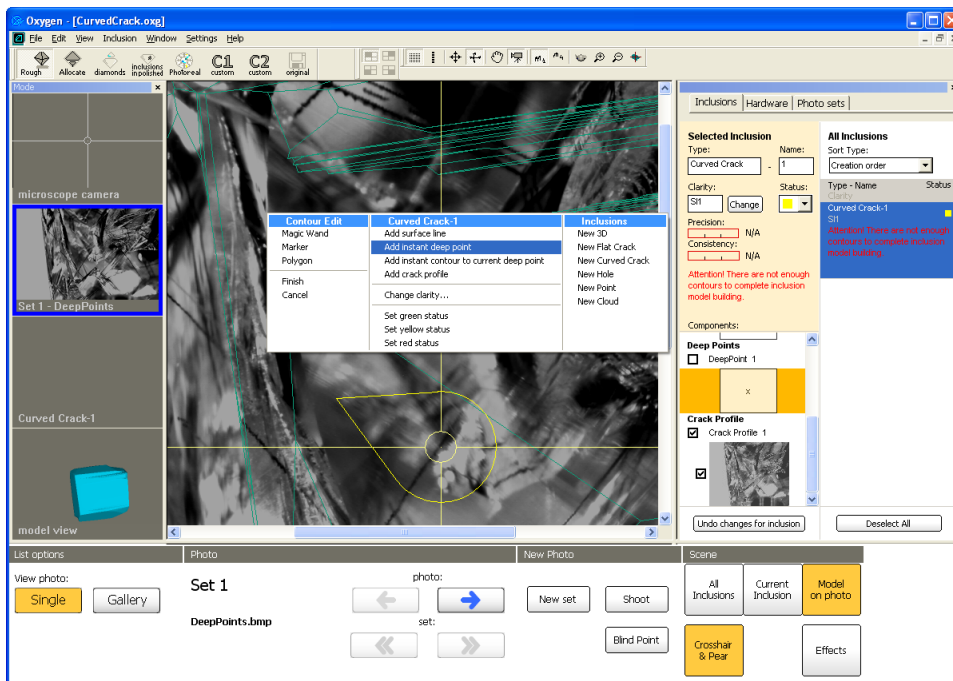 Oxygen - [CurvedCrack.oxg]
File Edit View Inclusion Window Settings Help
Rough Allocate diamonds inclusions inpolished Photoreal C1 custom C2 custom original
Mode
microscope camera
Set 1 - DeepPoints
Curved Crack-1
model view
Contour Edit
Magic Wand
Marker
Polygon
Finish
Cancel
Curved Crack-1
Add surface line
Add instant deep point
Add instant contour to current deep point
Add crack profile
Change clarity...
Set green status
Set yellow status
Set red status
Inclusions
New 3D
New Flat Crack
New Curved Crack
New Hole
New Point
New Cloud
Inclusions Hardware Photo sets
Selected Inclusion
Type: Name:
Curved Crack - 1
Clarity: Status:
SI1 Change
Precision:
N/A
Consistency:
N/A
Attention! There are not enough
contours to complete inclusion
model building.
Components:
Deep Points
DeepPoint 1
x
Crack Profile
Crack Profile 1
Undo changes for inclusion
All Inclusions
Sort Type:
Creation order
Type - Name Status
Clarity
Curved Crack-1
SI1
Attention! There are not enough
contours to complete inclusion
model building.
Deselect All
List options
View photo:
Single Gallery
Photo
Set 1
DeepPoints.bmp
photo:
set:
New Photo
New set Shoot
Blind Point
Scene
All
Inclusions
Current
Inclusion
Model
on photo
Crosshair
& Pear
Effects